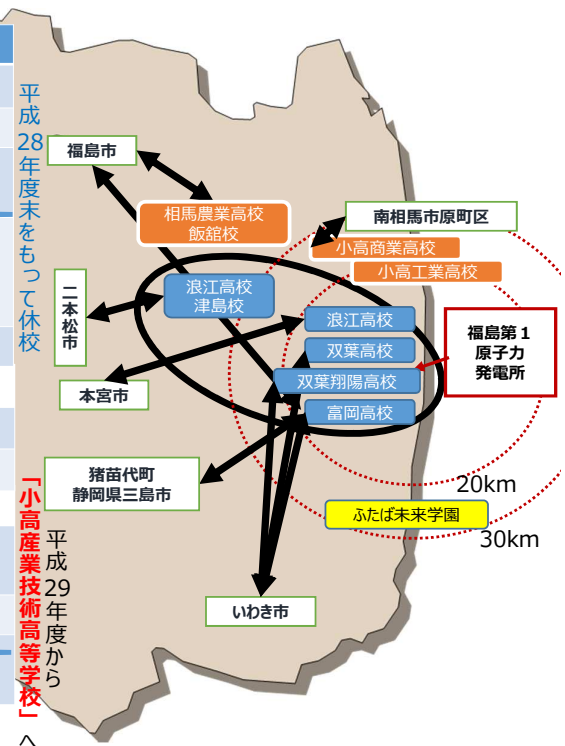 平成28年度末をもって休校
「小高産業技術高等学校」へ
平成29年度から
福島市
相馬農業高校
飯舘校
南相馬市原町区
小高商業高校
小高工業高校
二本松市
浪江高校
津島校
浪江高校
双葉高校
双葉翔陽高校
富岡高校
福島第１
原子力
発電所
本宮市
猪苗代町
静岡県三島市
20km
ふたば未来学園
30km
いわき市